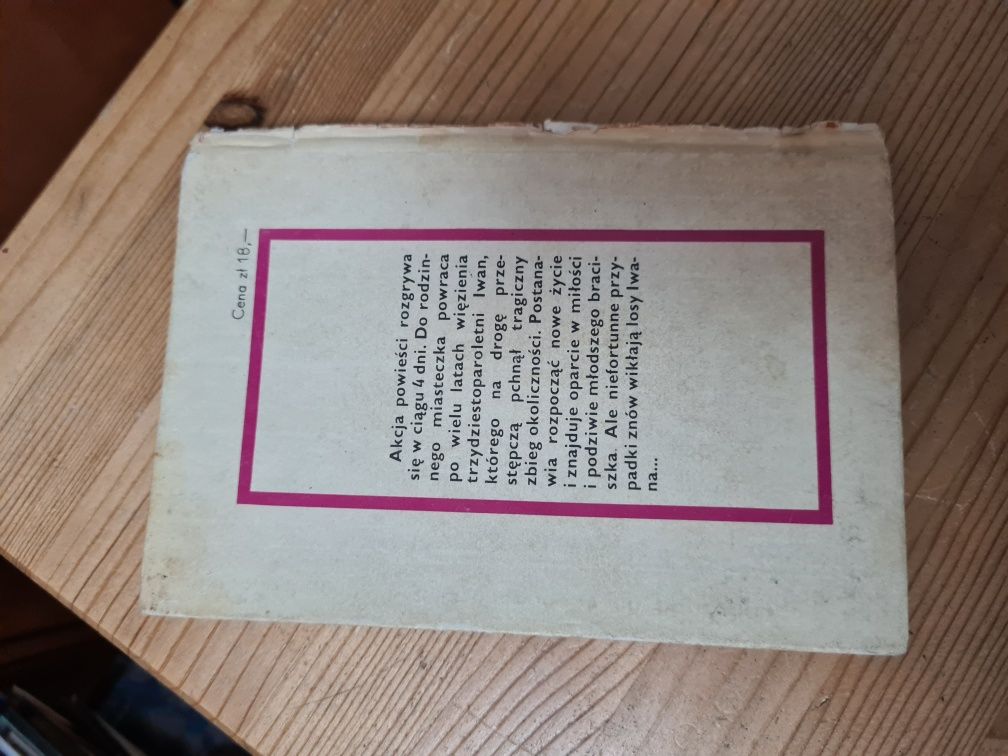 Cena zł 18,—
Akcja powieści rozgrywa
się w ciągu 4 dni. Do rodzin-
nego miasteczka powraca
po wielu latach więzienia
trzydziestoparoletni Iwan,
którego na drogę prze-
stępczą pchnął tragiczny
zbieg okoliczności. Postana-
wia rozpocząć nowe życie
i znajduje oparcie w miłości
i podziwie młodszego braci-
szka. Ale niefortunne przy-
padki znów wikłają losy Iwa-
na...